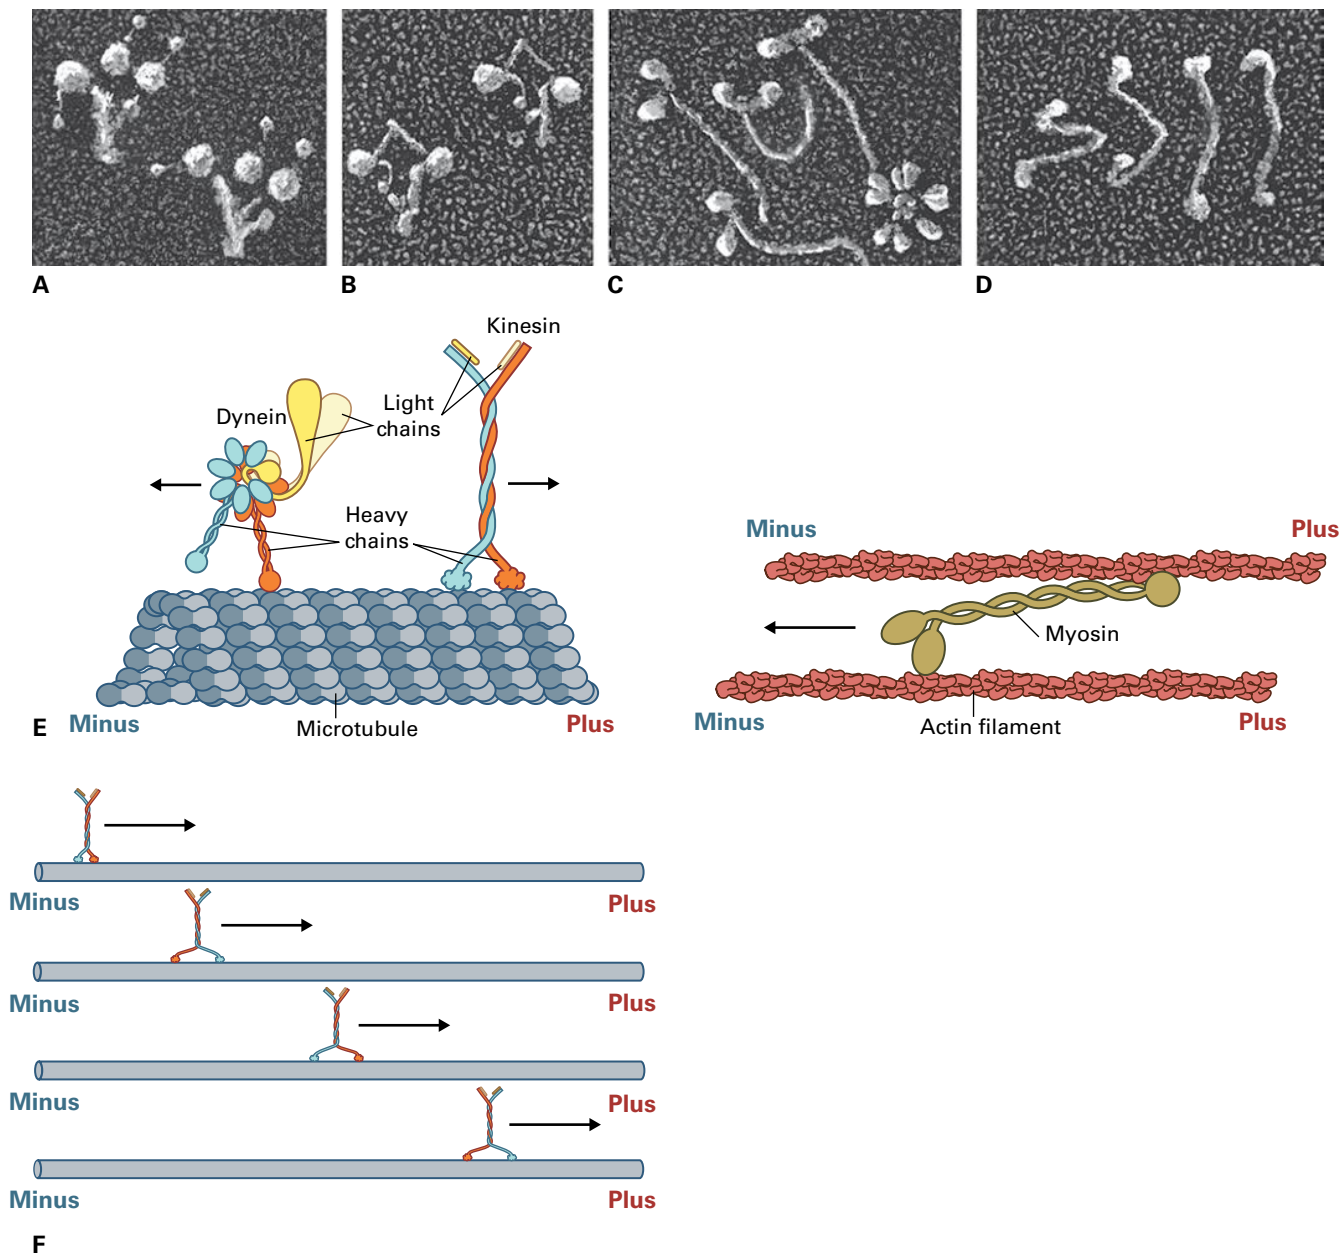 A
B
C
D
Kinesin
Dynein
Light
chains
Heavy
chains
Minus
Plus
Myosin
Minus
Microtubule
Plus
Minus
Actin filament
Plus
E
Minus
Plus
Minus
Plus
Minus
Plus
Minus
Plus
F